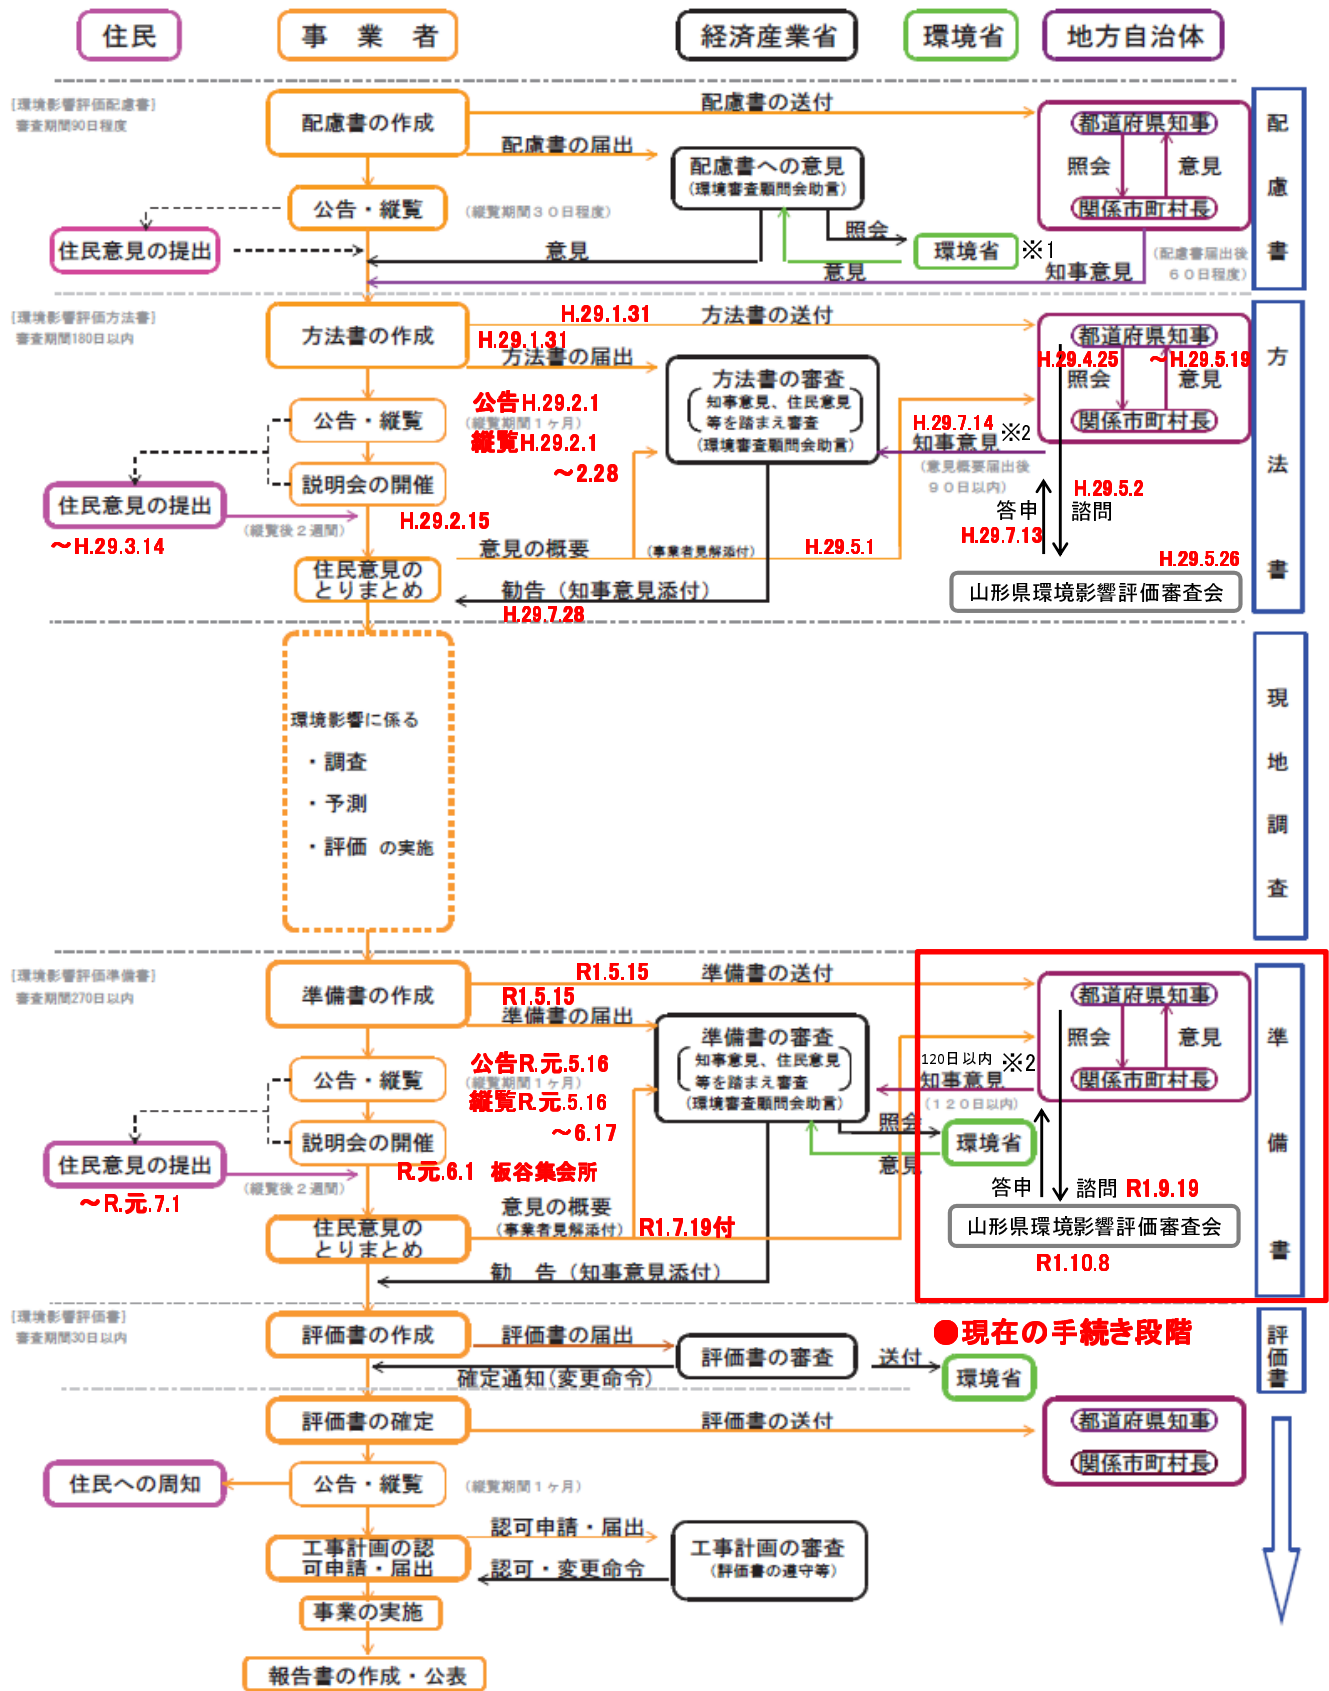 住民
事業者
経済産業省
環境省
地方自治体
[環境影響評価配慮書]
審査期間90日程度
配慮書の作成
配慮書の送付
都道府県知事
配
慮
書
配慮書の届出
配慮書への意見
(環境審査顧問会助言)
照会
意見
公告・縦覧
(縦覧期間30日程度)
関係市町村長
住民意見の提出
意見
照会
環境省
※1
意見
知事意見
(配慮書届出後
60日程度)
[環境影響評価方法書]
審査期間180日以内
方法書の作成
H.29.1.31
方法書の送付
H.29.1.31
方法書の届出
都道府県知事
方
法
書
H.29.4.25
～H.29.5.19
照会
意見
関係市町村長
方法書の審査
知事意見、住民意見
等を踏まえ審査
(環境審査顧問会助言)
公告・縦覧
公告H.29.2.1
(縦覧期間1ヶ月)
縦覧H.29.2.1
～2.28
H.29.7.14
※2
知事意見
(意見概要届出後
90日以内)
説明会の開催
住民意見の提出
～H.29.3.14
(縦覧後2週間)
H.29.2.15
答申
H.29.7.13
H.29.5.2
諮問
意見の概要
(事業者見解添付)
H.29.5.1
H.29.5.26
住民意見の
とりまとめ
勧告(知事意見添付)
H.29.7.28
山形県環境影響評価審査会
環境影響に係る
・調査
・予測
・評価 の実施
現
地
調
査
[環境影響評価準備書]
審査期間270日以内
準備書の作成
R1.5.15
準備書の送付
R1.5.15
準備書の届出
都道府県知事
準
備
書
照会
意見
関係市町村長
準備書の審査
知事意見、住民意見
等を踏まえ審査
(環境審査顧問会助言)
120日以内
※2
知事意見
(120日以内)
公告・縦覧
公告R.元.5.16
(縦覧期間1ヶ月)
縦覧R.元.5.16
～6.17
照会
環境省
意見
説明会の開催
住民意見の提出
～R.元.7.1
(縦覧後2週間)
R.元.6.1 板谷集会所
答申
諮問
R1.9.19
意見の概要
(事業者見解添付)
R1.7.19付
住民意見の
とりまとめ
山形県環境影響評価審査会
R1.10.8
勧 告(知事意見添付)
[環境影響評価書]
審査期間30日以内
評価書の作成
評価書の届出
評価書の審査
送付
●現在の手続き段階
環境省
評
価
書
確定通知(変更命令)
評価書の確定
評価書の送付
都道府県知事
関係市町村長
住民への周知
公告・縦覧
(縦覧期間1ヶ月)
工事計画の認
可申請・届出
認可申請・届出
認可・変更命令
工事計画の審査
(評価書の遵守等)
事業の実施
報告書の作成・公表